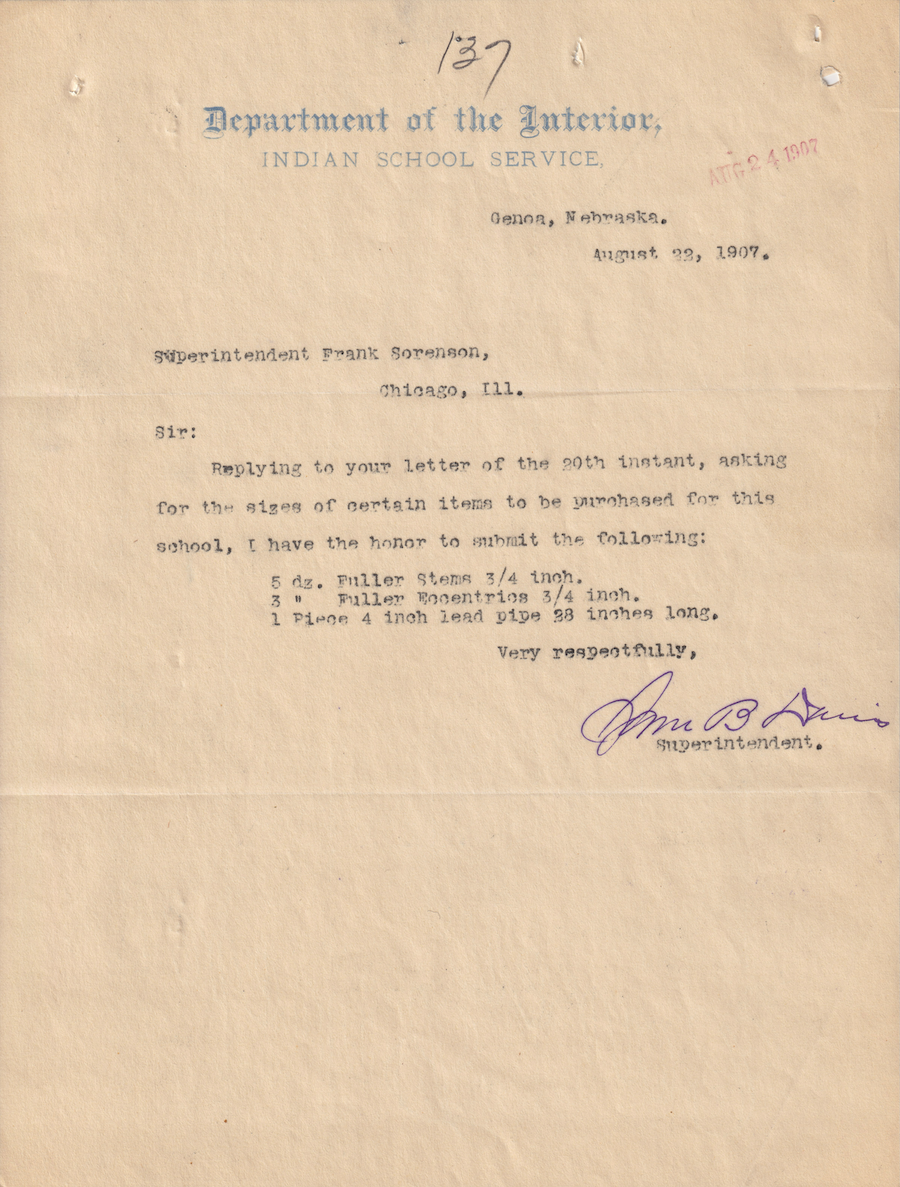 137
Department of the Interior,
INDIAN SCHOOL SERVICE,
AUG 24 1907
Genoa, Nebraska.
August 22, 1907.
Superintendent Frank Sorenson,
Chicago, Ill.
Sir:
Replying to your letter of the 20th instant, asking
for the sizes of certain items to be purchased for this
school, I have the honor to submit the following:
5 dz. Fuller Stems 3/4 inch.
3 " Fuller Eccentrics 3/4 inch.
1 Piece 4 inch lead pipe 28 inches long.
Very respectfully,
B Davis
Superintendent.